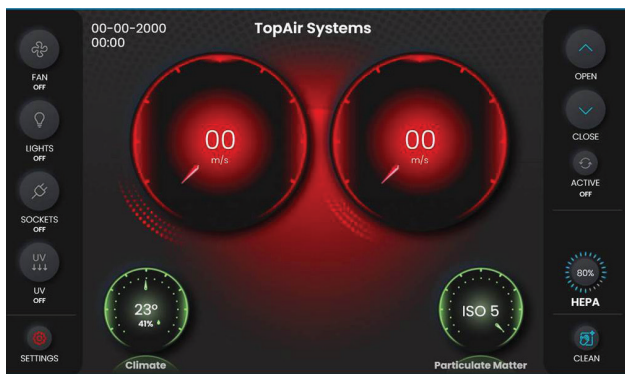 00-00-2000
00:00
TopAir Systems
FAN
OFF
LIGHTS
OFF
SOCKETS
OFF
UV
UV
OFF
SETTINGS
00
m/s
00
m/s
23°
41%
Climate
ISO 5
Particulate Matter
OPEN
CLOSE
ACTIVE
OFF
80%
HEPA
CLEAN